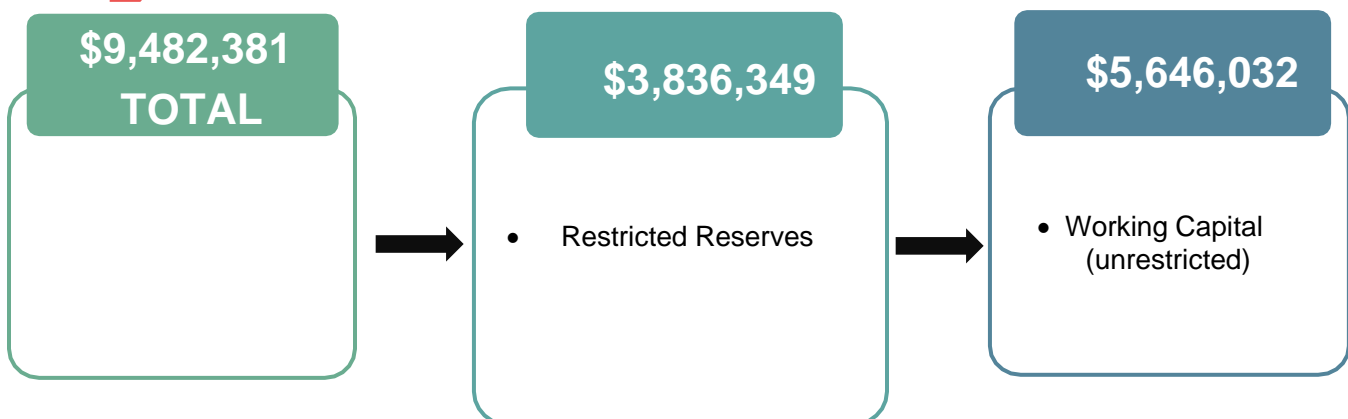 $9,482,381
TOTAL
$3,836,349
• Restricted Reserves
$5,646,032
• Working Capital
(unrestricted)